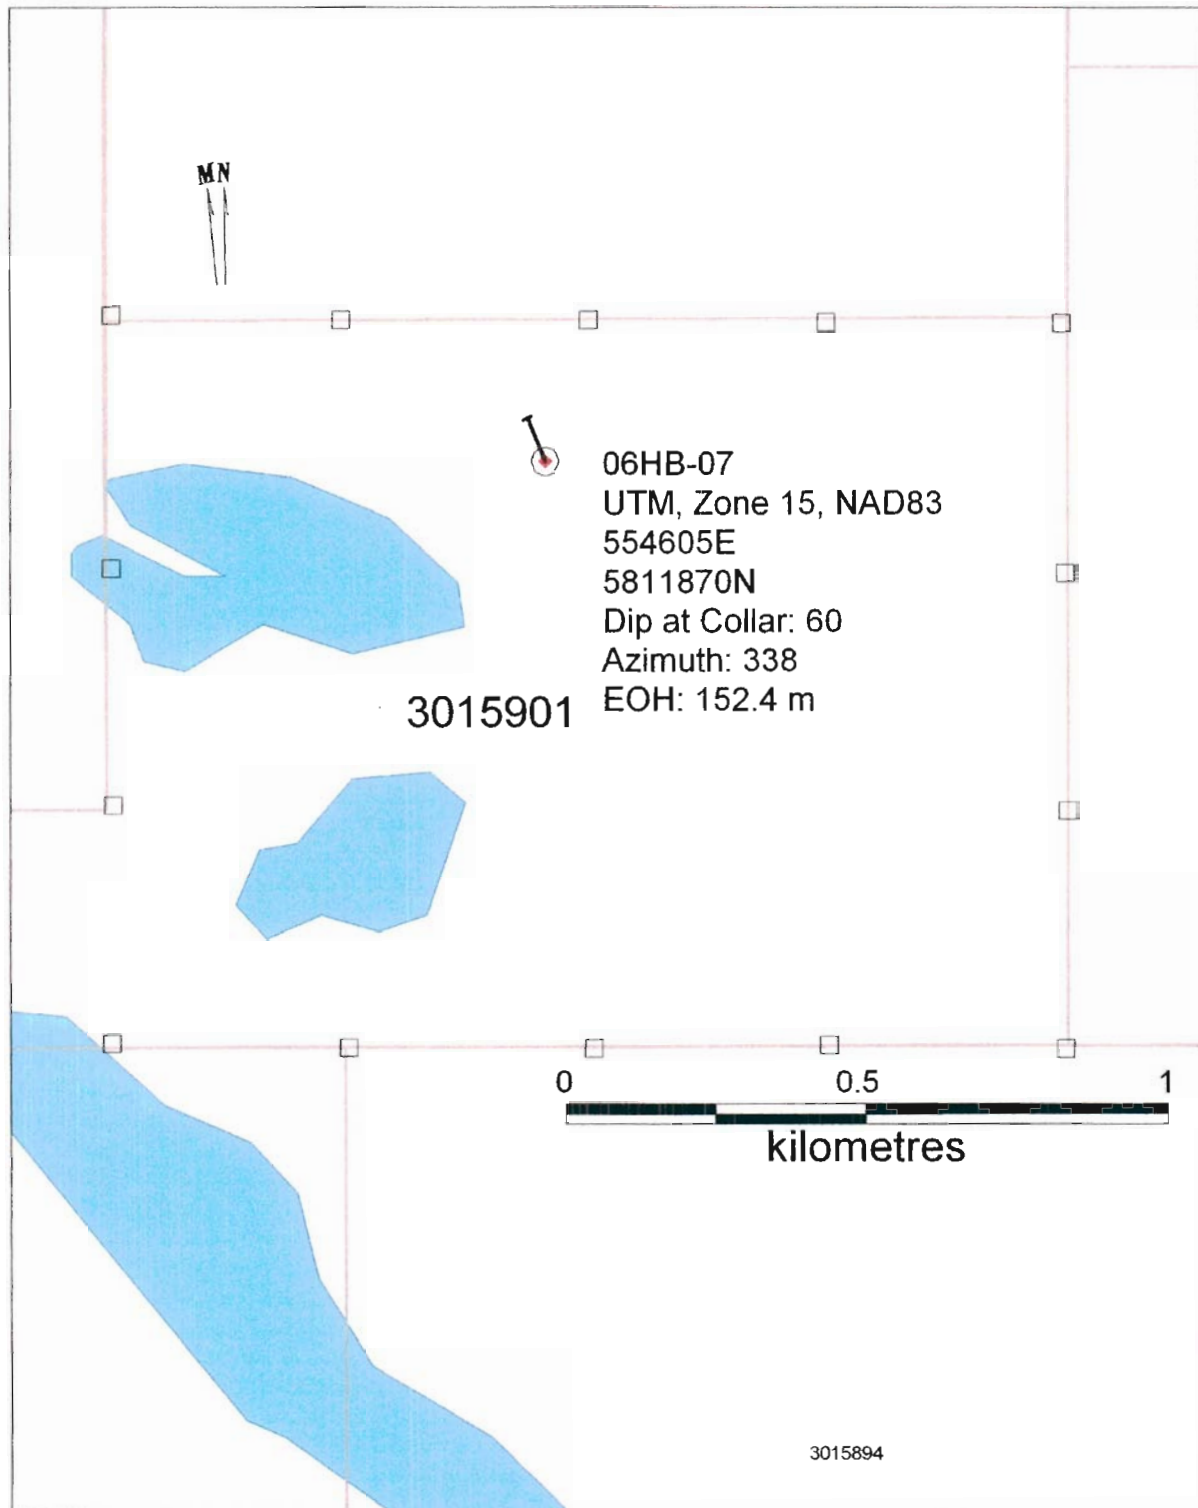 MN
06HB-07
UTM, Zone 15, NAD83
554605E
5811870N
Dip at Collar: 60
Azimuth: 338
EOH: 152.4 m
3015901
0 0.5 1
kilometres
3015894